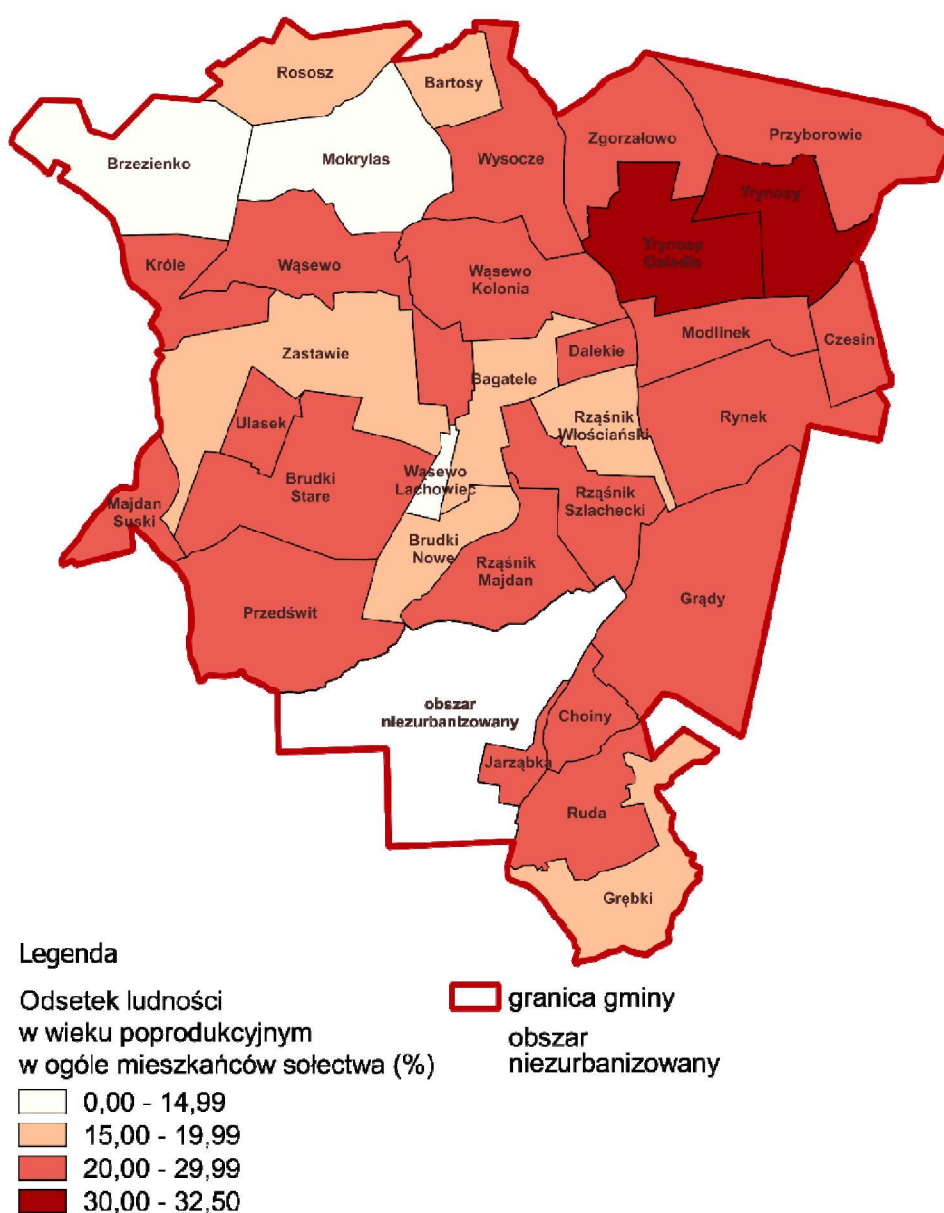 Rososz
Bartosy
Brzezienko
Mokrylas
Wysocze
Zgorzałowo
Przyborowie
Trynosy
Trynosy
Osiedle
Króle
Wąsewo
Wąsewo
Kolonia
Modlinek
Czesin
Zastawie
Bagatele
Dalekie
Ulasek
Rząśnik
Włościański
Rynek
Brudki
Stare
Wąsewo
Lachowiec
Majdan
Suski
Rząśnik
Szlachecki
Brudki
Nowe
Rząśnik
Majdan
Przedświt
Grądy
obszar
niezurbanizowany
Choiny
Jarząbka
Ruda
Grębki
Legenda
Odsetek ludności
w wieku poprodukcyjnym
w ogóle mieszkańców sołectwa (%)
0,00 - 14,99
15,00 - 19,99
20,00 - 29,99
30,00 - 32,50
granica gminy
obszar
niezurbanizowany